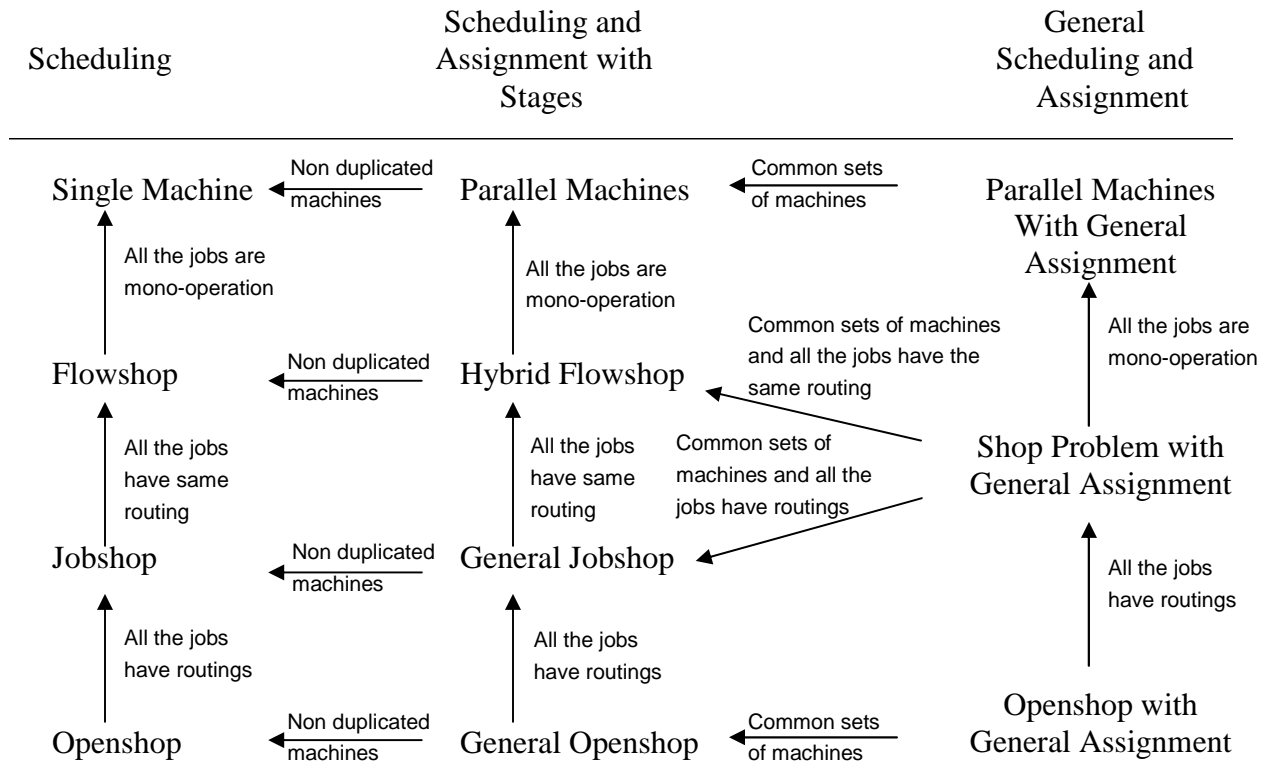 Scheduling
Scheduling and
Assignment with
Stages
General
Scheduling and
Assignment
Single Machine
Non duplicated
machines
Parallel Machines
Common sets
of machines
Parallel Machines
With General
Assignment
All the jobs are
mono-operation
All the jobs are
mono-operation
All the jobs are
mono-operation
Common sets of machines
and all the jobs have the
same routing
Flowshop
Non duplicated
machines
Hybrid Flowshop
All the jobs
have same
routing
All the jobs
have same
routing
Common sets of
machines and all the
jobs have routings
Shop Problem with
General Assignment
Jobshop
Non duplicated
machines
General Jobshop
All the jobs
have routings
All the jobs
have routings
All the jobs
have routings
Openshop
Non duplicated
machines
General Openshop
Common sets
of machines
Openshop with
General Assignment